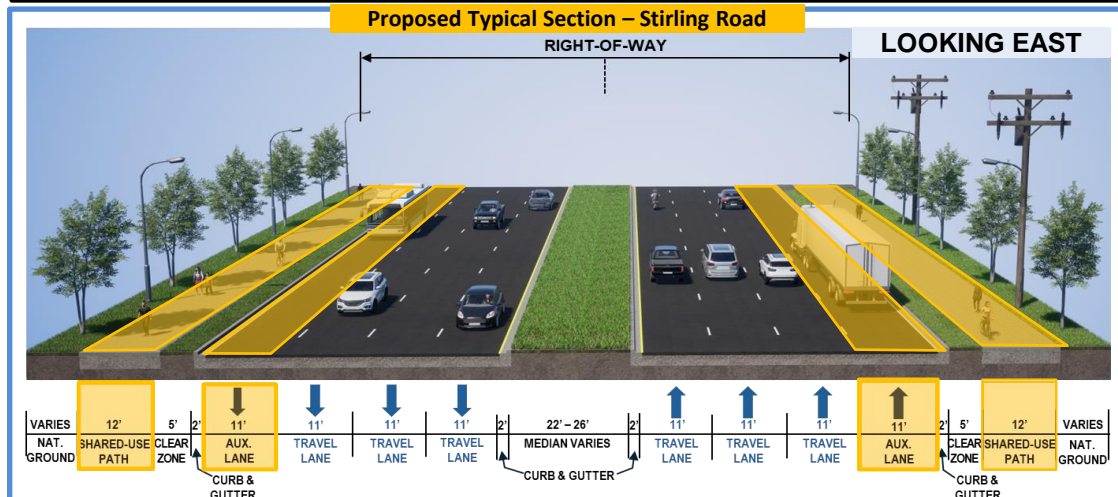 Proposed Typical Section – Stirling Road
RIGHT-OF-WAY
LOOKING EAST
VARIES 12' 5' 2' 11' 11' 11' 11' 2' 22' – 26' 2' 11' 11' 11' 11' 2' 5' 12' VARIES
NAT. GROUND
SHARED-USE PATH
CLEAR ZONE
CURB & GUTTER
AUX. LANE
TRAVEL LANE
TRAVEL LANE
TRAVEL LANE
MEDIAN VARIES
CURB & GUTTER
TRAVEL LANE
TRAVEL LANE
TRAVEL LANE
AUX. LANE
CURB & GUTTER
CLEAR ZONE
SHARED-USE PATH
NAT. GROUND